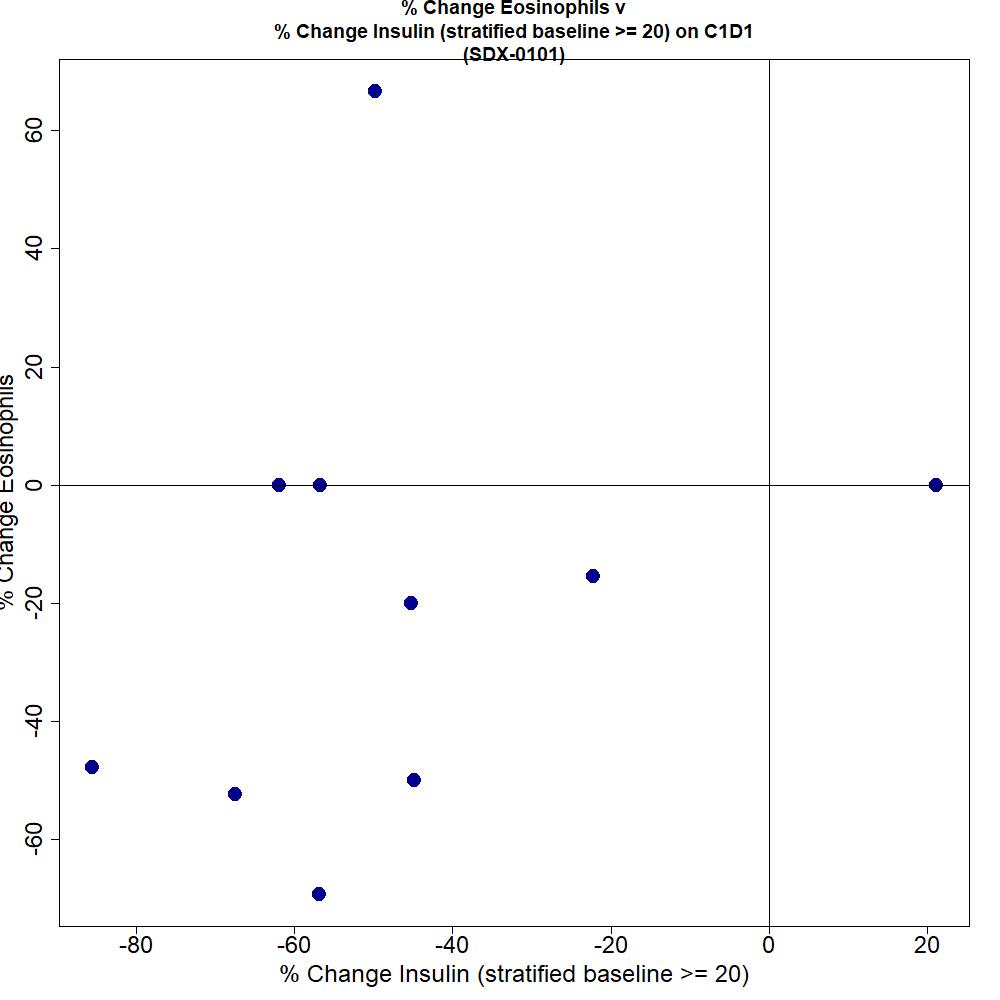 % Change Eosinophils v
% Change Insulin (stratified baseline >= 20) on C1D1
(SDX-0101)
% Change Eosinophils
60
40
20
0
-20
-40
-60
-80
-60
-40
-20
0
20
% Change Insulin (stratified baseline >= 20)